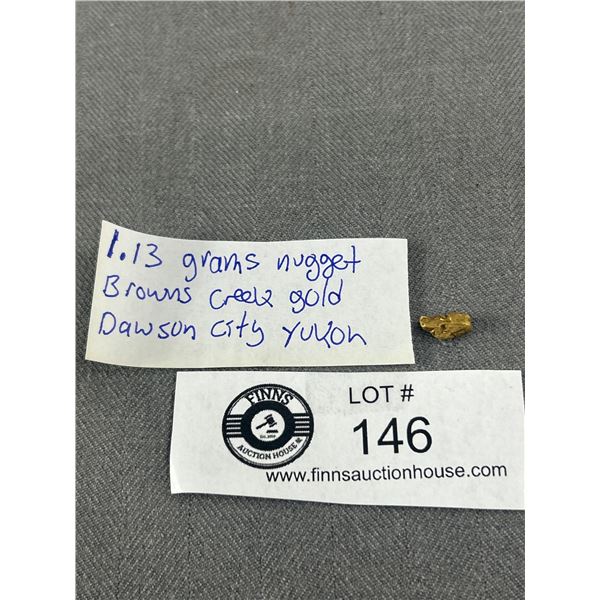 1.13 grams nugget
Browns Creek gold
Dawson City Yukon
FINNS
AUCTION HOUSE
LOT #
146
www.finnsauctionhouse.com